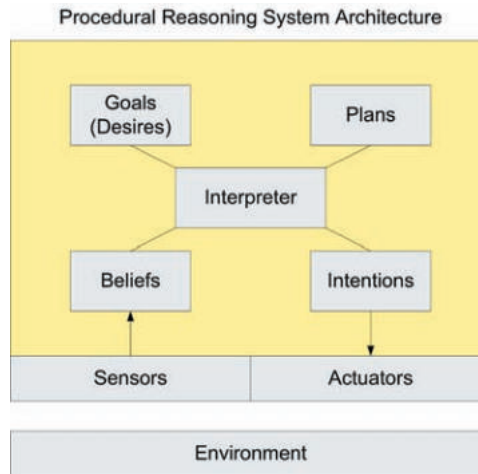 Procedural Reasoning System Architecture
Goals
(Desires)
Plans
Interpreter
Beliefs
Intentions
Sensors
Actuators
Environment